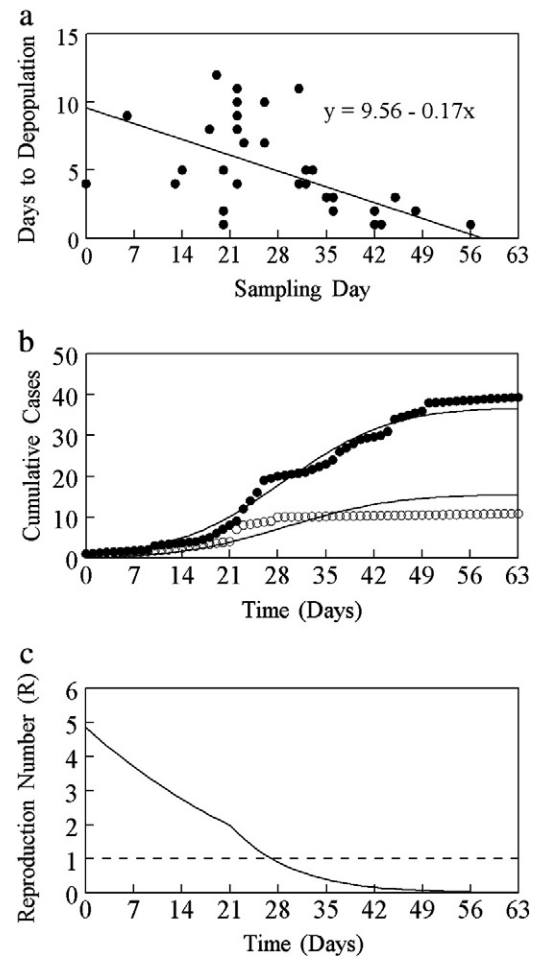 a
Days to Depopulation
15
10
5
0
y = 9.56 - 0.17x
0 7 14 21 28 35 42 49 56 63
Sampling Day
b
Cumulative Cases
50
40
30
20
10
0
0 7 14 21 28 35 42 49 56 63
Time (Days)
c
Reproduction Number (R)
6
5
4
3
2
1
0
0 7 14 21 28 35 42 49 56 63
Time (Days)